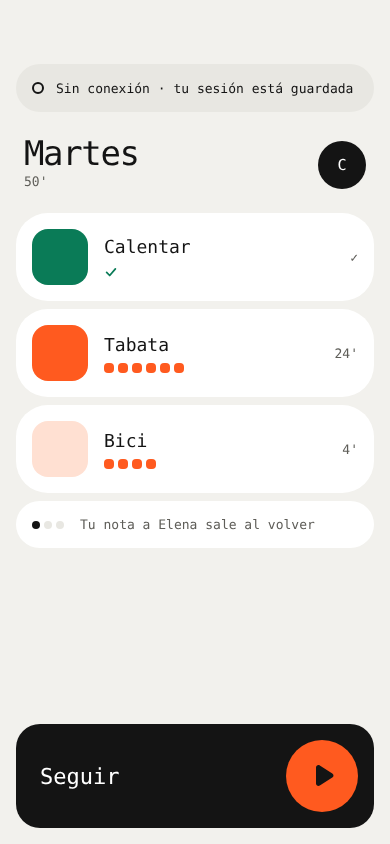 Sin conexión · tu sesión está guardada
Martes
50'
C
Calentar
✓
Tabata
24'
Bici
4'
Tu nota a Elena sale al volver
Seguir